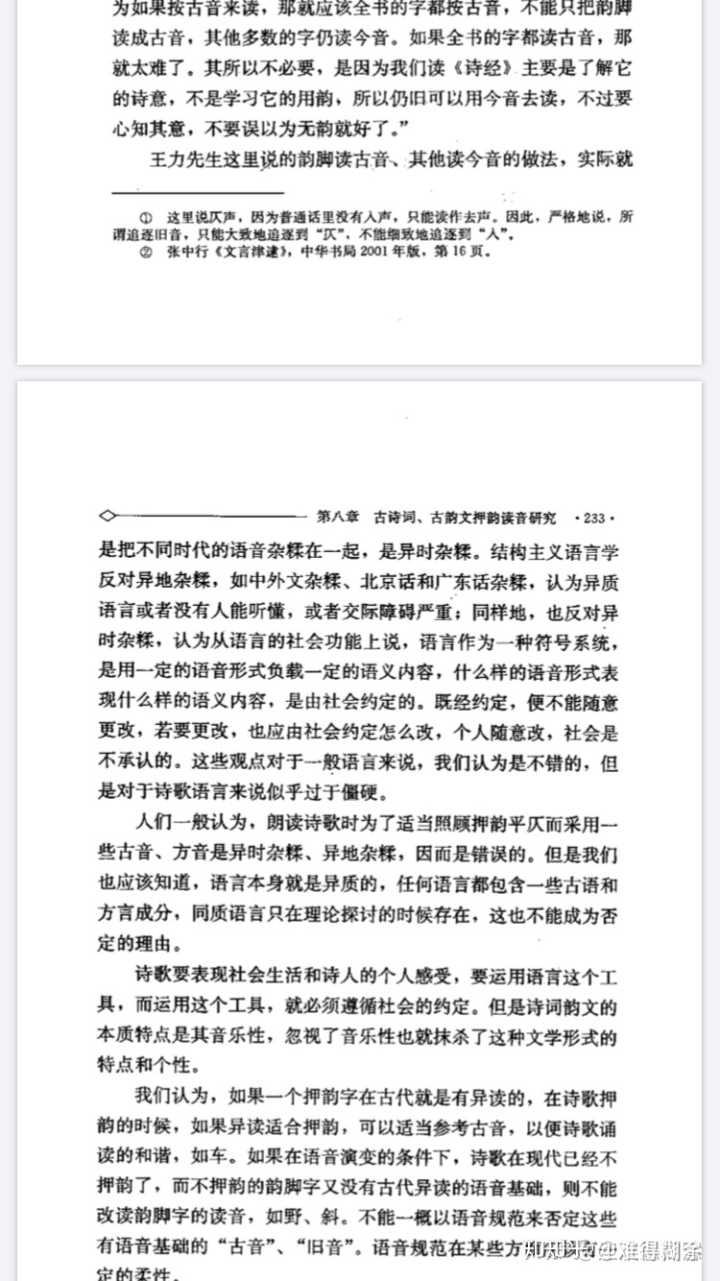 为如果按古音来读，那就应该全书的字都按古音，不能只把韵脚
读成古音，其他多数的字仍读今音。如果全书的字都读古音，那
就太难了。其所以不必要，是因为我们读《诗经》主要是了解它
的诗意，不是学习它的用韵，所以仍旧可以用今音去读，不过要
心知其意，不要误以为无韵就好了。”
王力先生这里说的韵脚读古音、其他读今音的做法，实际就
① 这里说仄声，因为普通话里没有入声，只能读作去声。因此，严格地说，所
谓追逐旧音，只能大致地追逐到“仄”，不能细致地追逐到“入”。
② 张中行《文言津逮》，中华书局2001年版，第16页。
第八章 古诗词、古韵文押韵读音研究 ·233·
是把不同时代的语音杂糅在一起，是异时杂糅。结构主义语言学
反对异地杂糅，如中外文杂糅、北京话和广东话杂糅，认为异质
语言或者没有人能听懂，或者交际障碍严重；同样地，也反对异
时杂糅，认为从语言的社会功能上说，语言作为一种符号系统，
是用一定的语音形式负载一定的语义内容，什么样的语音形式表
现什么样的语义内容，是由社会约定的。既经约定，便不能随意
更改，若要更改，也应由社会约定怎么改，个人随意改，社会是
不承认的。这些观点对于一般语言来说，我们认为是不错的，但
是对于诗歌语言来说似乎过于僵硬。
人们一般认为，朗读诗歌时为了适当照顾押韵平仄而采用一
些古音、方音是异时杂糅、异地杂糅，因而是错误的。但是我们
也应该知道，语言本身就是异质的，任何语言都包含一些古语和
方言成分，同质语言只在理论探讨的时候存在，这也不能成为否
定的理由。
诗歌要表现社会生活和诗人的个人感受，要运用语言这个工
具，而运用这个工具，就必须遵循社会的约定。但是诗词韵文的
本质特点是其音乐性，忽视了音乐性也就抹杀了这种文学形式的
特点和个性。
我们认为，如果一个押韵字在古代就是有异读的，在诗歌押
韵的时候，如果异读适合押韵，可以适当参考古音，以便诗歌诵
读的和谐，如车。如果在语音演变的条件下，诗歌在现代已经不
押韵了，而不押韵的韵脚字又没有古代异读的语音基础，则不能
改读韵脚字的读音，如野、斜。不能一概以语音规范来否定这些
有语音基础的“古音”、“旧音”。语音规范在某些方
定的柔性。
知乎 @难得糊涂